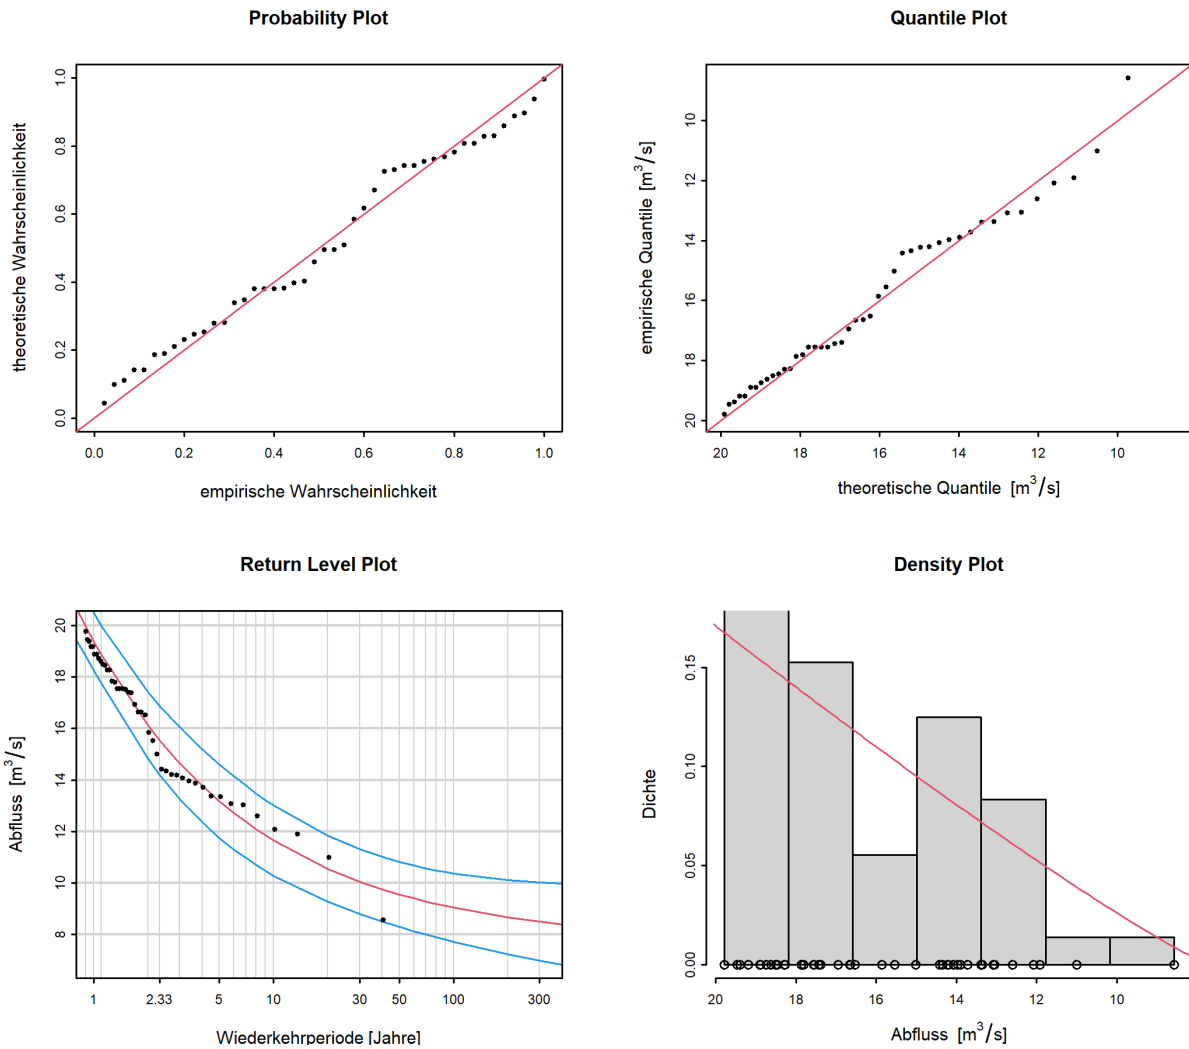 Probability Plot
theoretische Wahrscheinlichkeit
1.0
0.8
0.6
0.4
0.2
0.0
0.0 0.2 0.4 0.6 0.8 1.0
empirische Wahrscheinlichkeit
Quantile Plot
empirische Quantile [m³/s]
10
12
14
16
18
20
20 18 16 14 12 10
theoretische Quantile [m³/s]
Return Level Plot
Abfluss [m³/s]
20
18
16
14
12
10
8
1 2.33 5 10 30 50 100 300
Wiederkehrperiode [Jahre]
Density Plot
Dichte
0.15
0.10
0.05
0.00
20 18 16 14 12 10
Abfluss [m³/s]